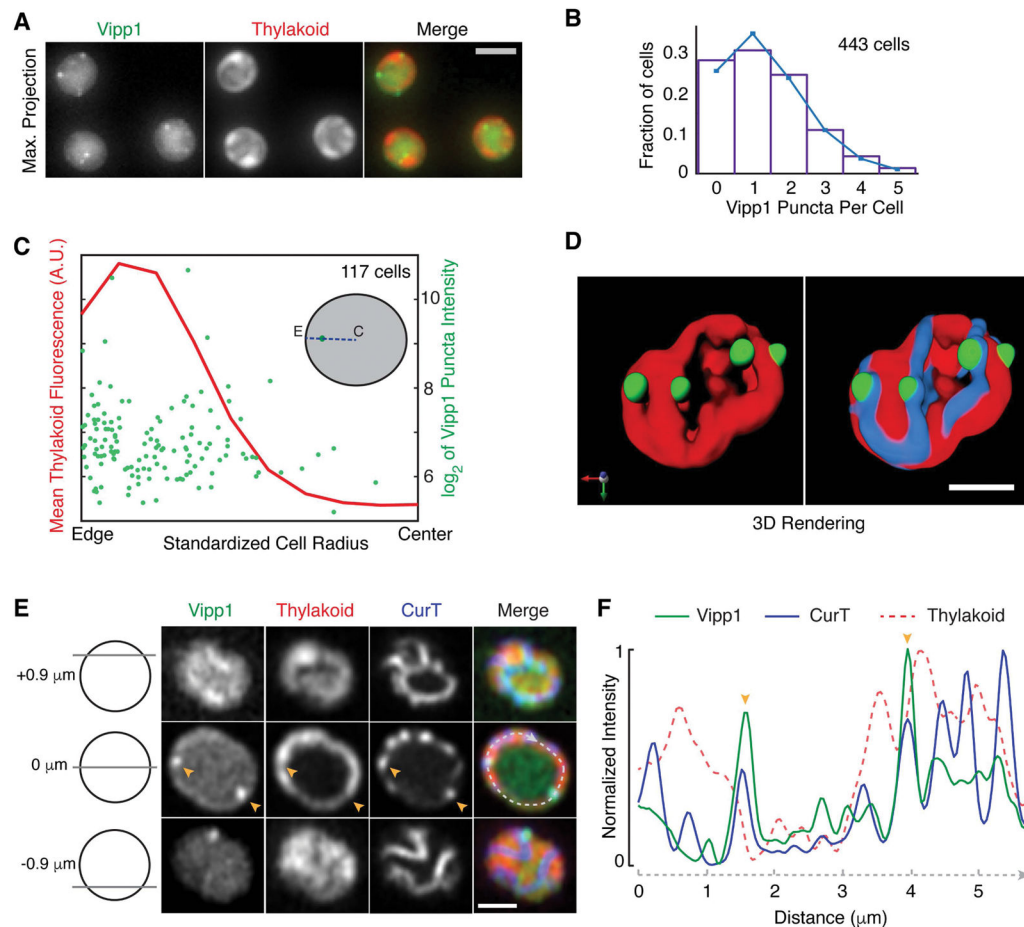 A
Vipp1
Thylakoid
Merge
Max. Projection
B
443 cells
Fraction of cells
0.3
0.2
0.1
0
0 1 2 3 4 5
Vipp1 Puncta Per Cell
C
Mean Thylakoid Fluorescence (A.U.)
117 cells
E
C
log2 of Vipp1 Puncta Intensity
10
8
6
Edge
Standardized Cell Radius
Center
D
3D Rendering
E
Vipp1
Thylakoid
CurT
Merge
+0.9 μm
0 μm
-0.9 μm
F
Vipp1
CurT
Thylakoid
Normalized Intensity
1
0
0 1 2 3 4 5
Distance (μm)